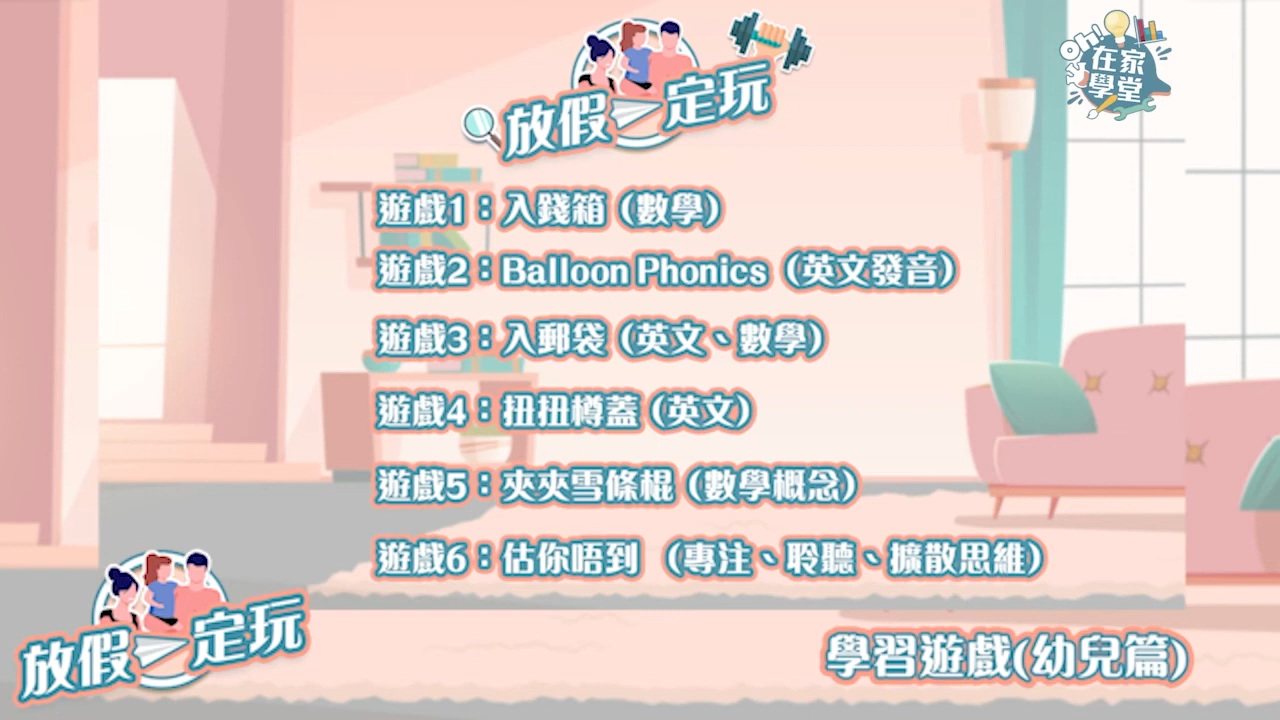 放假一定玩
Oh! 文
在家
學堂
遊戲1：入錢箱（數學）
遊戲2：Balloon Phonics（英文發音）
遊戲3：入郵袋（英文、數學）
遊戲4：扭扭樽蓋（英文）
遊戲5：夾夾雪條棍（數學概念）
遊戲6：估你唔到 （專注、聆聽、擴散思維）
放假一定玩
學習遊戲(幼兒篇)